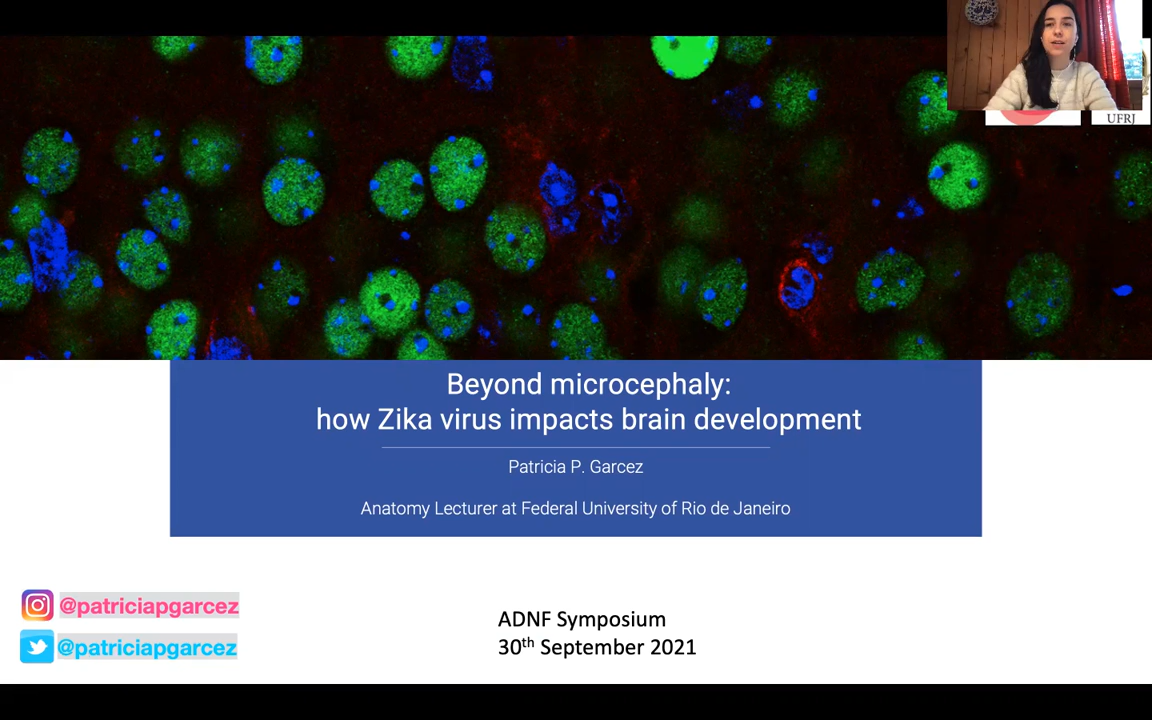 UFRJ
Beyond microcephaly:
how Zika virus impacts brain development
Patricia P. Garcez
Anatomy Lecturer at Federal University of Rio de Janeiro
@patriciapgarcez
@patriciapgarcez
ADNF Symposium
30th September 2021